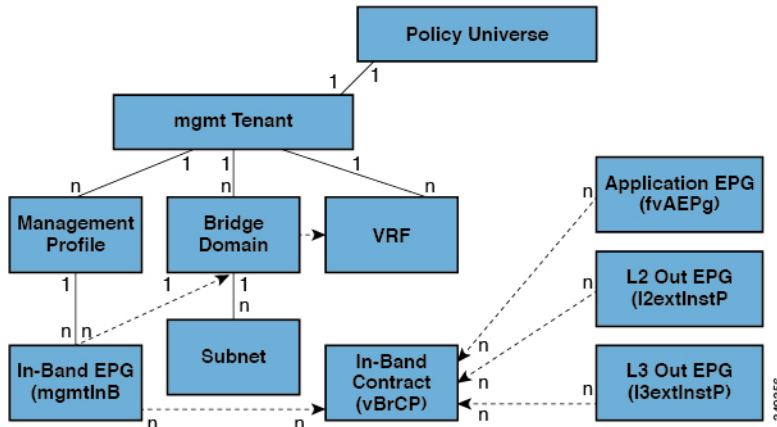 Policy Universe
1
1
mgmt Tenant
1
1
1
n
n
n
Management
Profile
Bridge
Domain
VRF
Application EPG
(fvAEPg)
n
1
1
1
n
n
n
n
L2 Out EPG
(l2extInstP
In-Band EPG
(mgmtInB
Subnet
In-Band
Contract
(vBrCP)
n
n
n
n
L3 Out EPG
(l3extInstP)
n
n